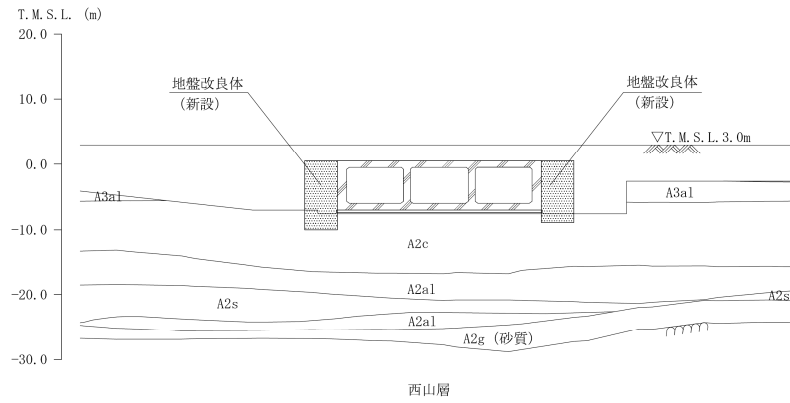 T.M.S.L. (m)
20.0
10.0
0.0
-10.0
-20.0
-30.0
地盤改良体
(新設)
地盤改良体
(新設)
▽T.M.S.L.3.0m
A3al
A3al
A2c
A2al
A2s
A2s
A2al
A2g (砂質)
西山層